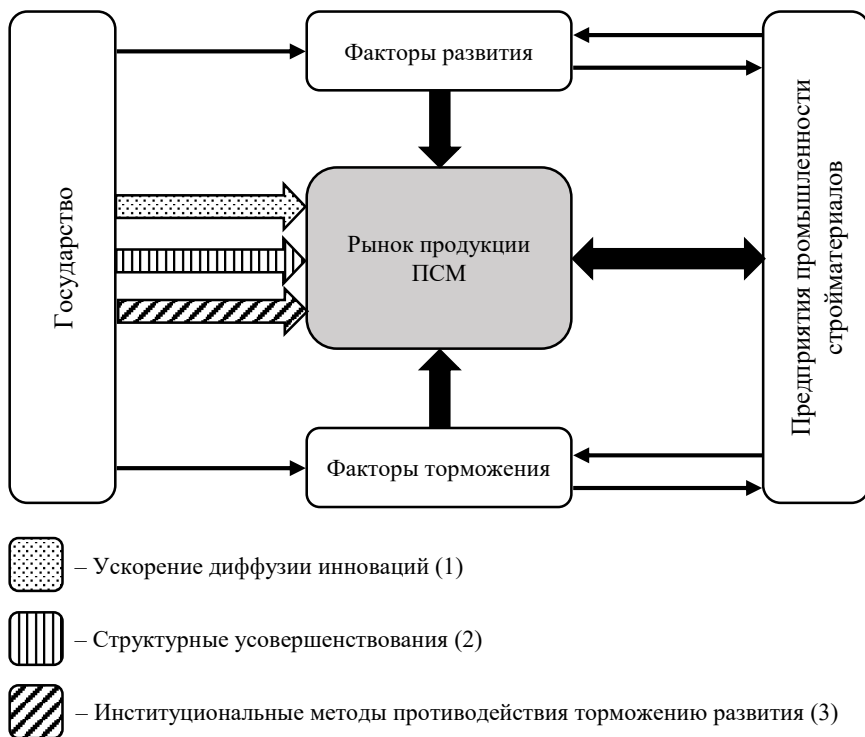 Факторы развития
Государство
Рынок продукции
ПСМ
Предприятия промышленности
стройматериалов
Факторы торможения
– Ускорение диффузии инноваций (1)
– Структурные усовершенствования (2)
– Институциональные методы противодействия торможению развития (3)